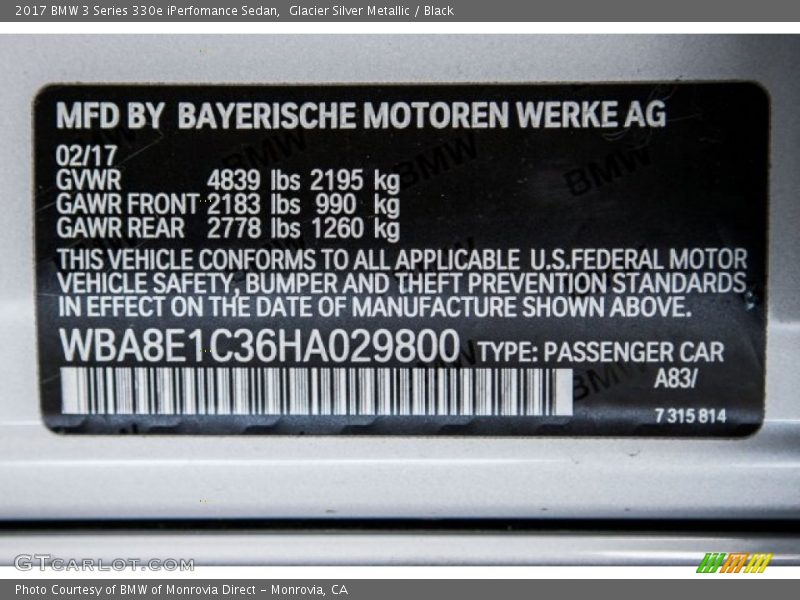 2017 BMW 3 Series 330e iPerfomance Sedan, Glacier Silver Metallic / Black
MFD BY BAYERISCHE MOTOREN WERKE AG
02/17
GVWR 4839 lbs 2195 kg
GAWR FRONT 2183 lbs 990 kg
GAWR REAR 2778 lbs 1260 kg
THIS VEHICLE CONFORMS TO ALL APPLICABLE U.S.FEDERAL MOTOR
VEHICLE SAFETY, BUMPER AND THEFT PREVENTION STANDARDS
IN EFFECT ON THE DATE OF MANUFACTURE SHOWN ABOVE.
WBA8E1C36HA029800 TYPE: PASSENGER CAR
A83/
7 315 814
GTCARLOT.COM
Photo Courtesy of BMW of Monrovia Direct - Monrovia, CA